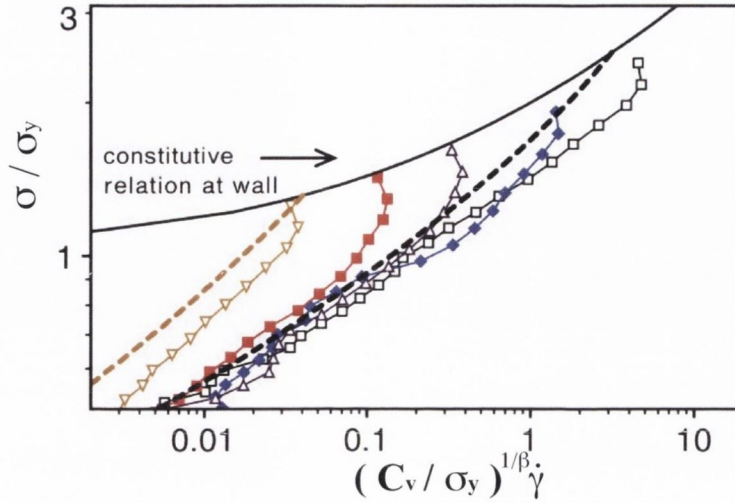 3
σ / σy
constitutive
relation at wall
1
0.01 0.1 1 10
( Cv / σy )^1/β γ̇